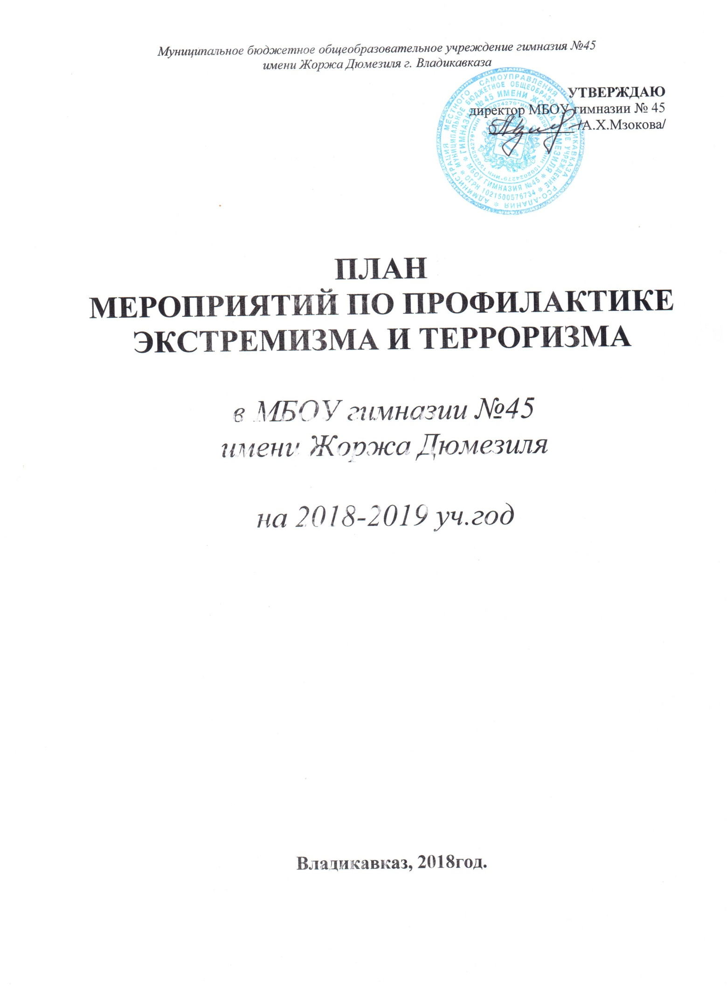 Муниципальное бюджетное общеобразовательное учреждение гимназия №45
имени Жоржа Дюмезиля г. Владикавказа
УТВЕРЖДАЮ
директор МБОУ гимназии № 45
/А.Х.Мзокова/
ПЛАН
МЕРОПРИЯТИЙ ПО ПРОФИЛАКТИКЕ
ЭКСТРЕМИЗМА И ТЕРРОРИЗМА
в МБОУ гимназии №45
имени Жоржа Дюмезиля
на 2018-2019 уч.год
Владикавказ, 2018год.
АДМИНИСТРАЦИЯ МЕСТНОГО САМОУПРАВЛЕНИЯ Г. ВЛАДИКАВКАЗА РСО-АЛАНИЯ
МУНИЦИПАЛЬНОЕ БЮДЖЕТНОЕ ОБЩЕОБРАЗОВАТЕЛЬНОЕ УЧРЕЖДЕНИЕ
ОГРН 1021500576734
ГИМНАЗИЯ №45 ИМЕНИ ЖОРЖА ДЮМЕЗИЛЯ
МБОУ ГИМНАЗИЯ №45
ИНН 1502024279